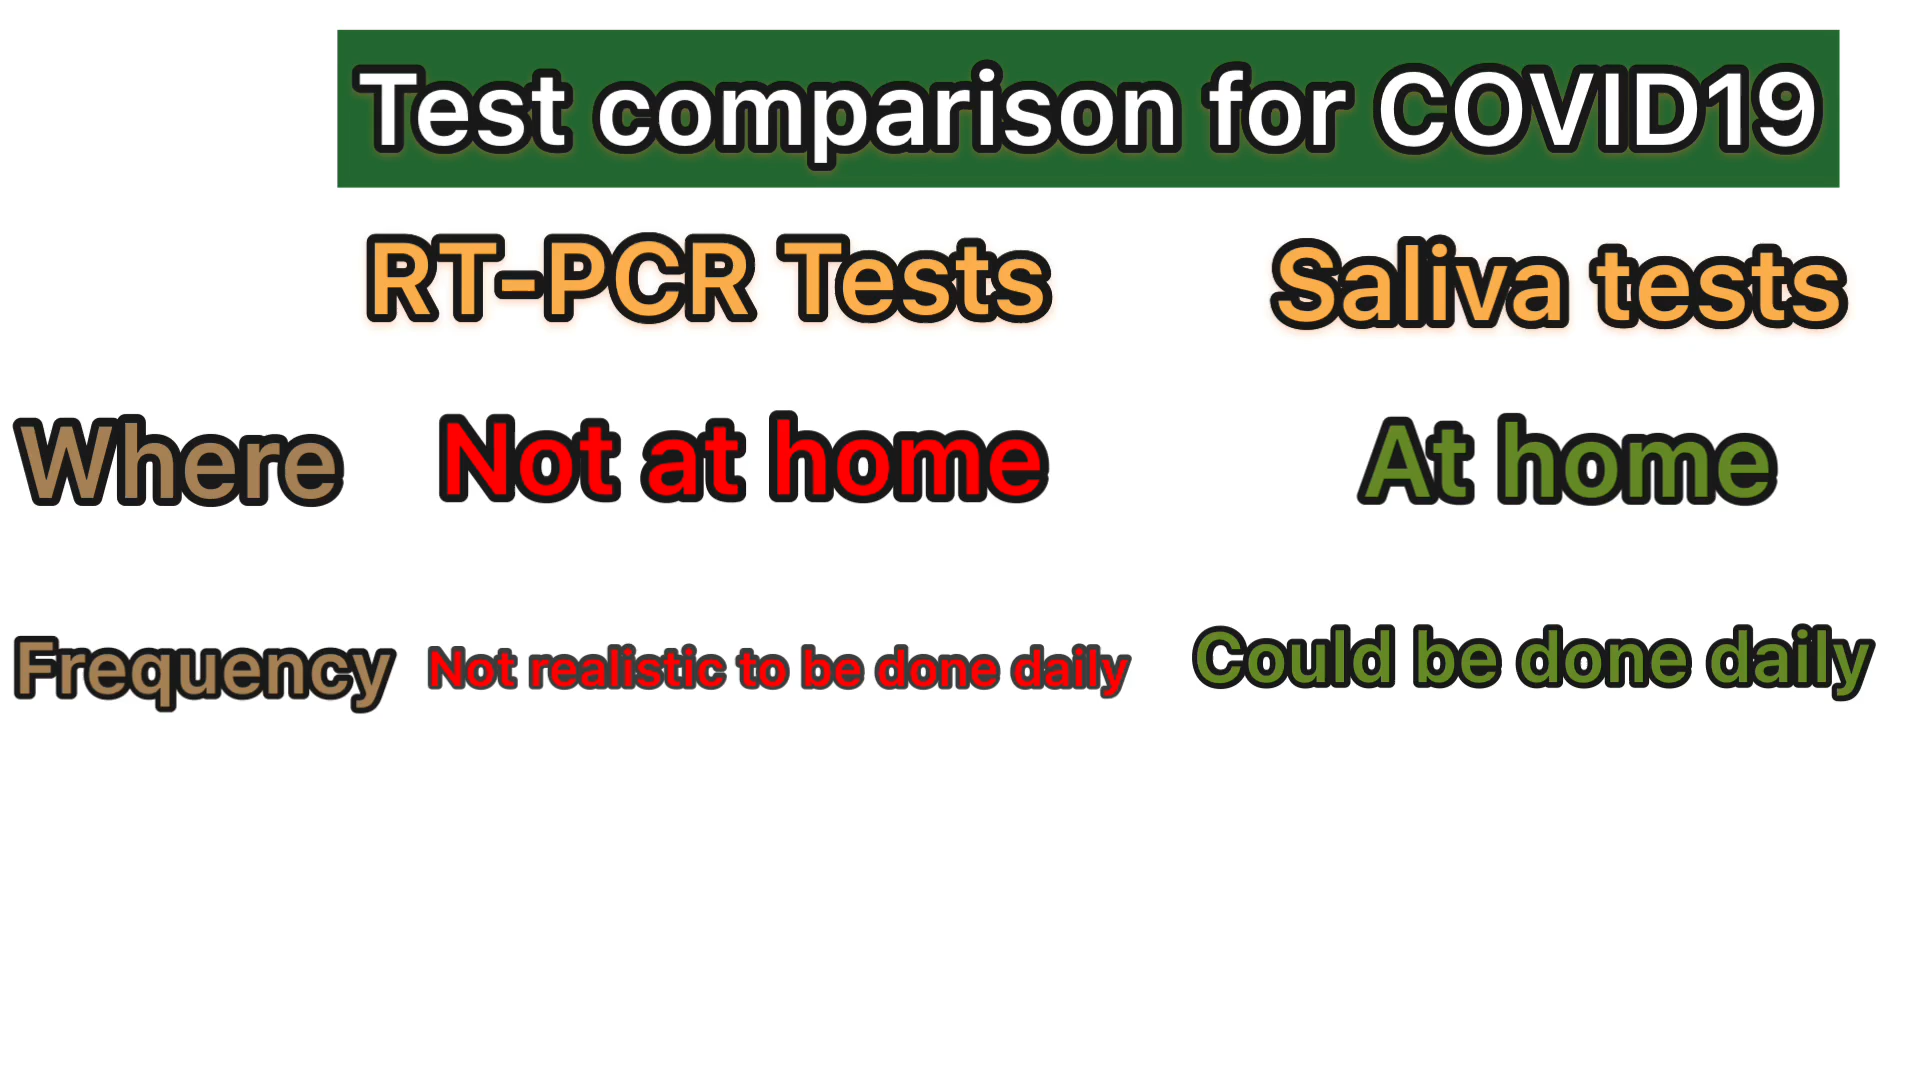 Test comparison for COVID19
RT-PCR Tests Saliva tests
Where Not at home At home
Frequency Not realistic to be done daily Could be done daily